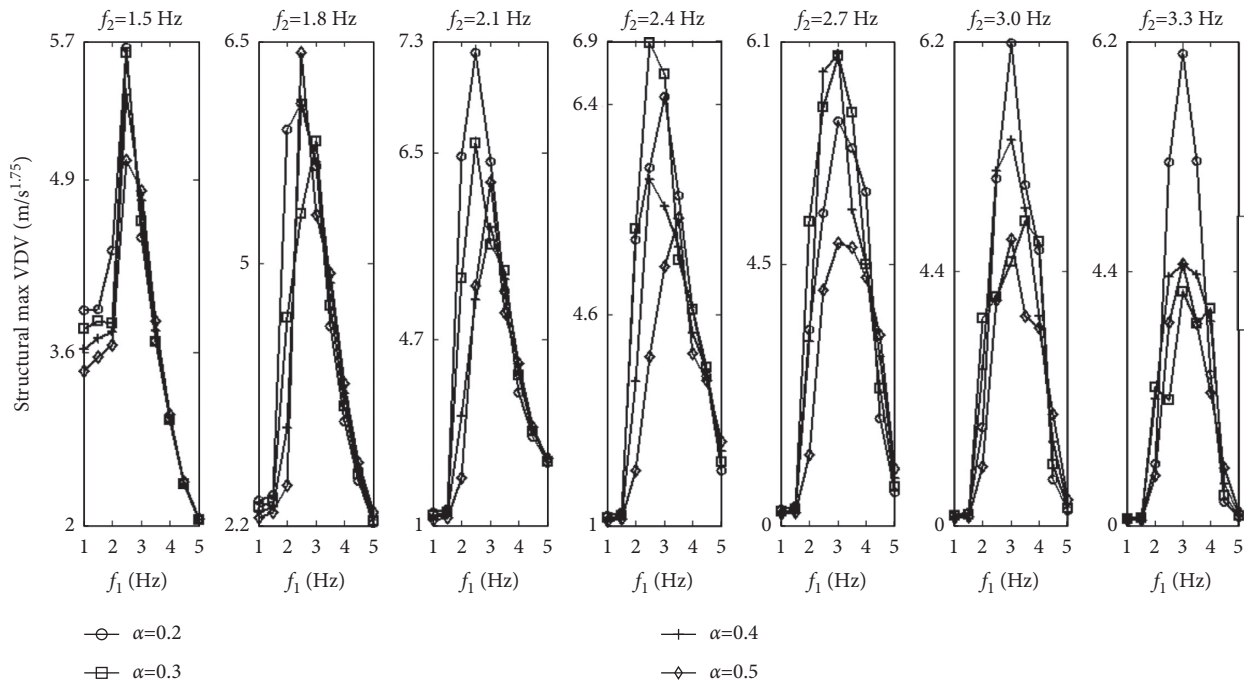 f₂=1.5 Hz f₂=1.8 Hz f₂=2.1 Hz f₂=2.4 Hz f₂=2.7 Hz f₂=3.0 Hz f₂=3.3 Hz
5.7 6.5 7.3 6.9 6.1 6.2 6.2
6.4
6.5
4.9
5 4.5 4.4 4.4
4.6
4.7
3.6
2 2.2 1 1 0 0 0
1 2 3 4 5 1 2 3 4 5 1 2 3 4 5 1 2 3 4 5 1 2 3 4 5 1 2 3 4 5 1 2 3 4 5
f₁ (Hz) f₁ (Hz) f₁ (Hz) f₁ (Hz) f₁ (Hz) f₁ (Hz) f₁ (Hz)
Structural max VDV (m/s¹·⁷⁵)
α=0.2 α=0.4
α=0.3 α=0.5